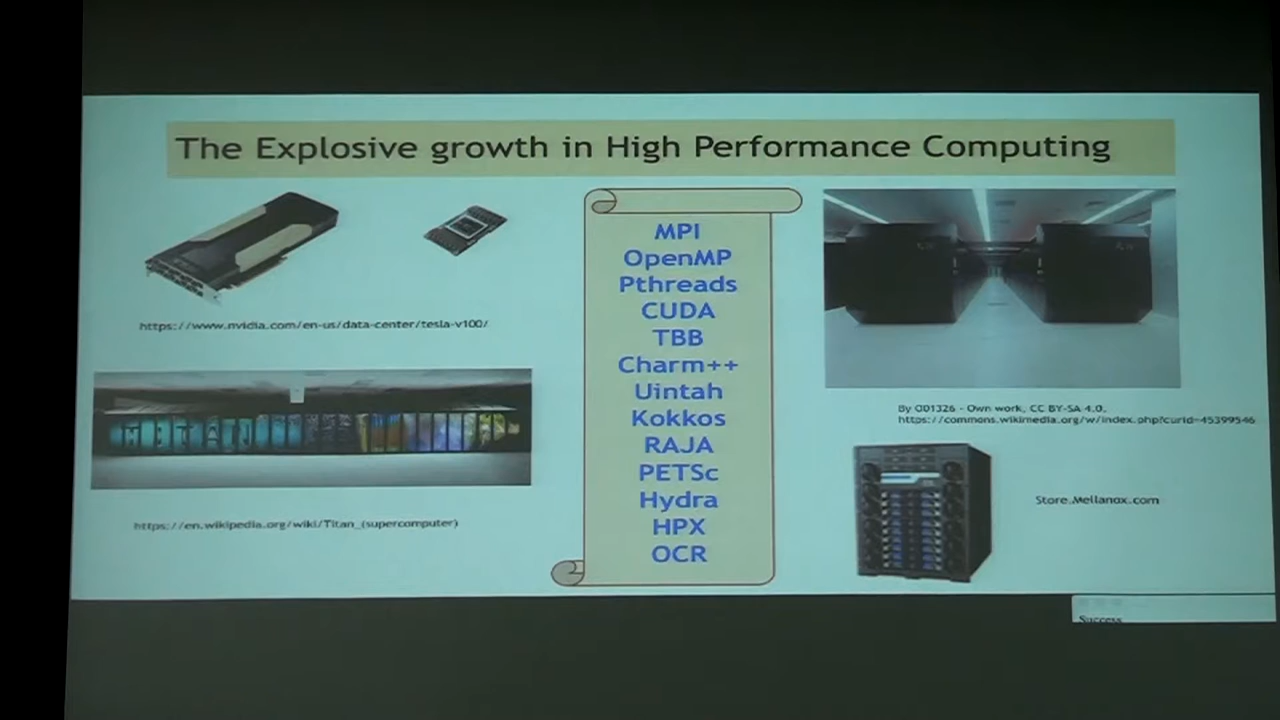 The Explosive growth in High Performance Computing
https://www.nvidia.com/en-us/data-center/tesla-v100/
TITAN
https://en.wikipedia.org/wiki/Titan_(supercomputer)
MPI
OpenMP
Pthreads
CUDA
TBB
Charm++
Uintah
Kokkos
RAJA
PETSc
Hydra
HPX
OCR
By OD1326 - Own work, CC BY-SA 4.0,
https://commons.wikimedia.org/w/index.php?curid=45399546
Store.Mellanox.com
Success